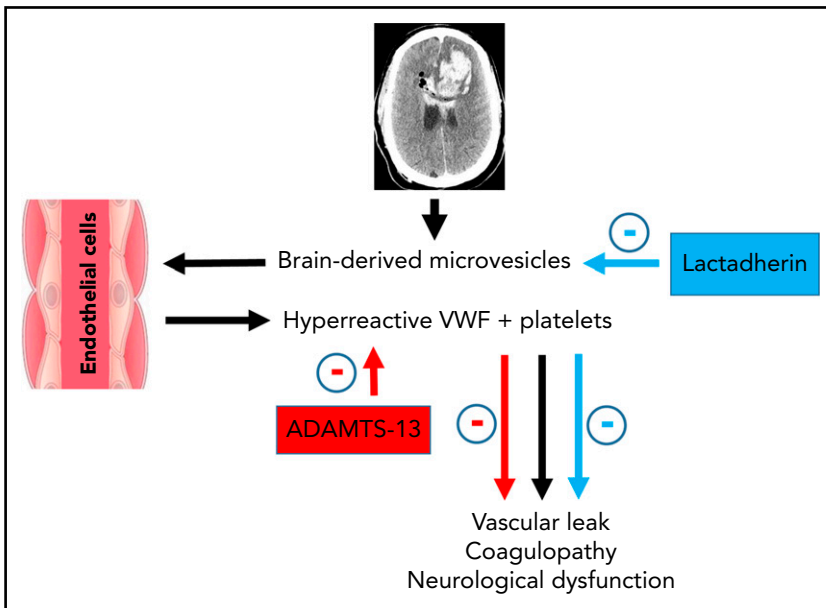 Endothelial cells
Brain-derived microvesicles
-
Lactadherin
Hyperreactive VWF + platelets
-
ADAMTS-13
-
-
Vascular leak
Coagulopathy
Neurological dysfunction